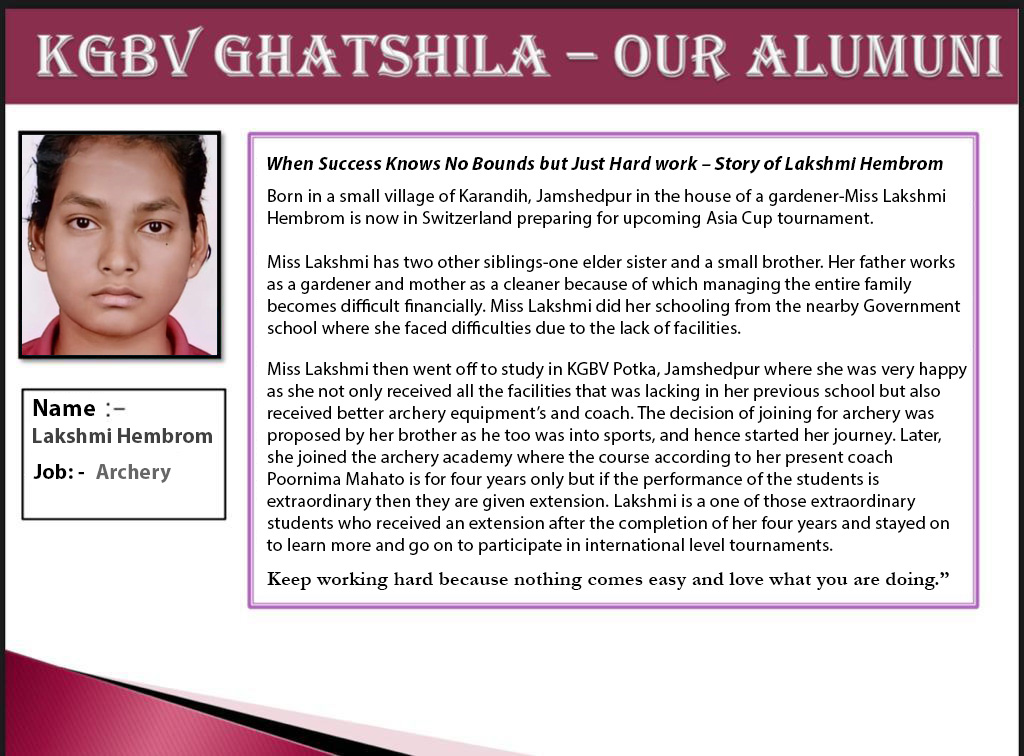 KGBV GHATSHILA – OUR ALUMUNI
When Success Knows No Bounds but Just Hard work – Story of Lakshmi Hembrom
Born in a small village of Karandih, Jamshedpur in the house of a gardener-Miss Lakshmi
Hembrom is now in Switzerland preparing for upcoming Asia Cup tournament.
Miss Lakshmi has two other siblings-one elder sister and a small brother. Her father works
as a gardener and mother as a cleaner because of which managing the entire family
becomes difficult financially. Miss Lakshmi did her schooling from the nearby Government
school where she faced difficulties due to the lack of facilities.
Miss Lakshmi then went off to study in KGBV Potka, Jamshedpur where she was very happy
as she not only received all the facilities that was lacking in her previous school but also
received better archery equipment’s and coach. The decision of joining for archery was
proposed by her brother as he too was into sports, and hence started her journey. Later,
she joined the archery academy where the course according to her present coach
Poornima Mahato is for four years only but if the performance of the students is
extraordinary then they are given extension. Lakshmi is a one of those extraordinary
students who received an extension after the completion of her four years and stayed on
to learn more and go on to participate in international level tournaments.
Keep working hard because nothing comes easy and love what you are doing.”
Name :–
Lakshmi Hembrom
Job: - Archery